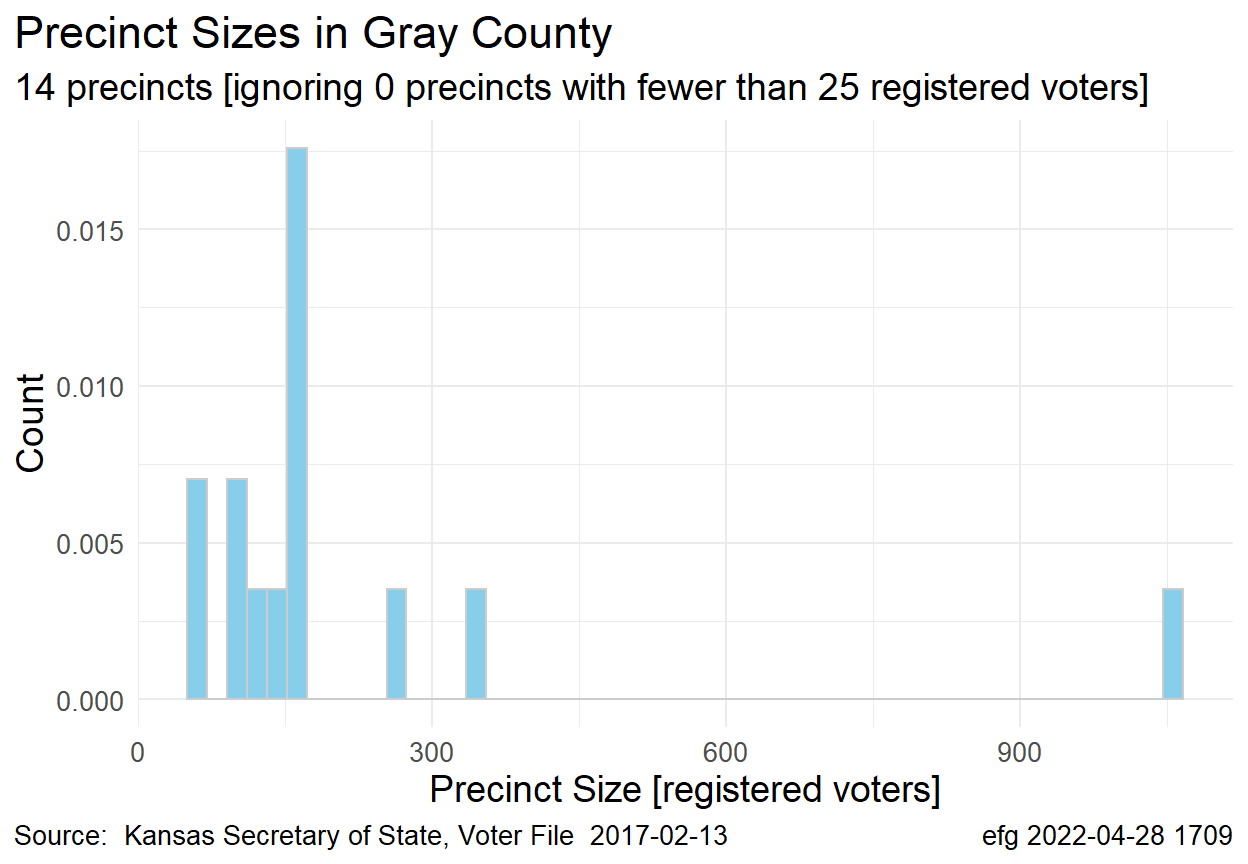 Precinct Sizes in Gray County
14 precincts [ignoring 0 precincts with fewer than 25 registered voters]
Count
0.015
0.010
0.005
0.000
0 300 600 900
Precinct Size [registered voters]
Source:  Kansas Secretary of State, Voter File  2017-02-13 efg 2022-04-28 1709